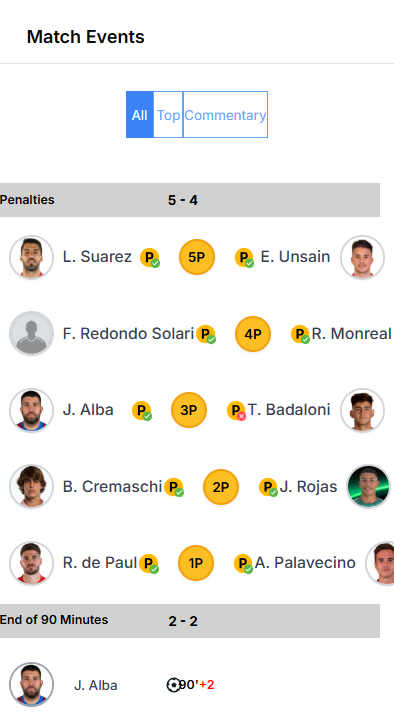 Match Events
All Top Commentary
Penalties 5 - 4
L. Suarez P 5P P E. Unsain
F. Redondo Solari P 4P P R. Monreal
J. Alba P 3P P T. Badaloni
B. Cremaschi P 2P P J. Rojas
R. de Paul P 1P P A. Palavecino
End of 90 Minutes 2 - 2
J. Alba 90'+2